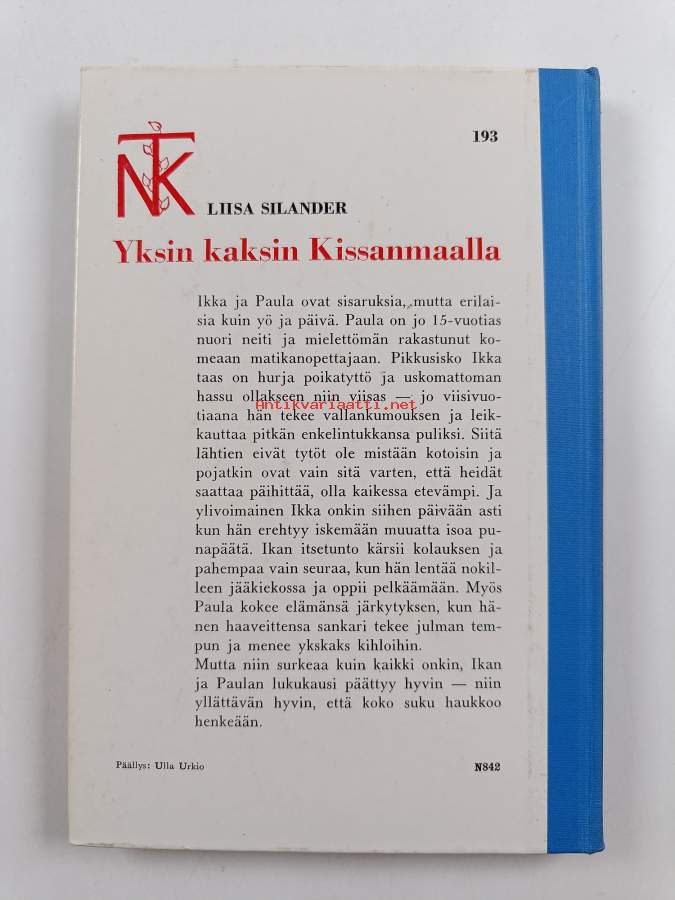 193
NTK
LIISA SILANDER
Yksin kaksin Kissanmaalla
Ikka ja Paula ovat sisaruksia, mutta erilai-
sia kuin yö ja päivä. Paula on jo 15-vuotias
nuori neiti ja mielettömän rakastunut ko-
meaan matikanopettajaan. Pikkusisko Ikka
taas on hurja poikatyttö ja uskomattoman
hassu ollakseen niin viisas — jo viisivuo-
Antikvariaatti.net
tiaana hän tekee vallankumouksen ja leik-
kauttaa pitkän enkelintukkansa puliksi. Siitä
lähtien eivät tytöt ole mistään kotoisin ja
pojatkin ovat vain sitä varten, että heidät
saattaa päihittää, olla kaikessa etevämpi. Ja
ylivoimainen Ikka onkin siihen päivään asti
kun hän erehtyy iskemään muuatta isoa pu-
napäätä. Ikan itsetunto kärsii kolauksen ja
pahempaa vain seuraa, kun hän lentää nokil-
leen jääkiekossa ja oppii pelkäämään. Myös
Paula kokee elämänsä järkytyksen, kun hä-
nen haaveittensa sankari tekee julman tem-
pun ja menee ykskaks kihloihin.
Mutta niin surkeaa kuin kaikki onkin, Ikan
ja Paulan lukukausi päättyy hyvin — niin
yllättävän hyvin, että koko suku haukkoo
henkeään.
Päällys: Ulla Urkio
N842